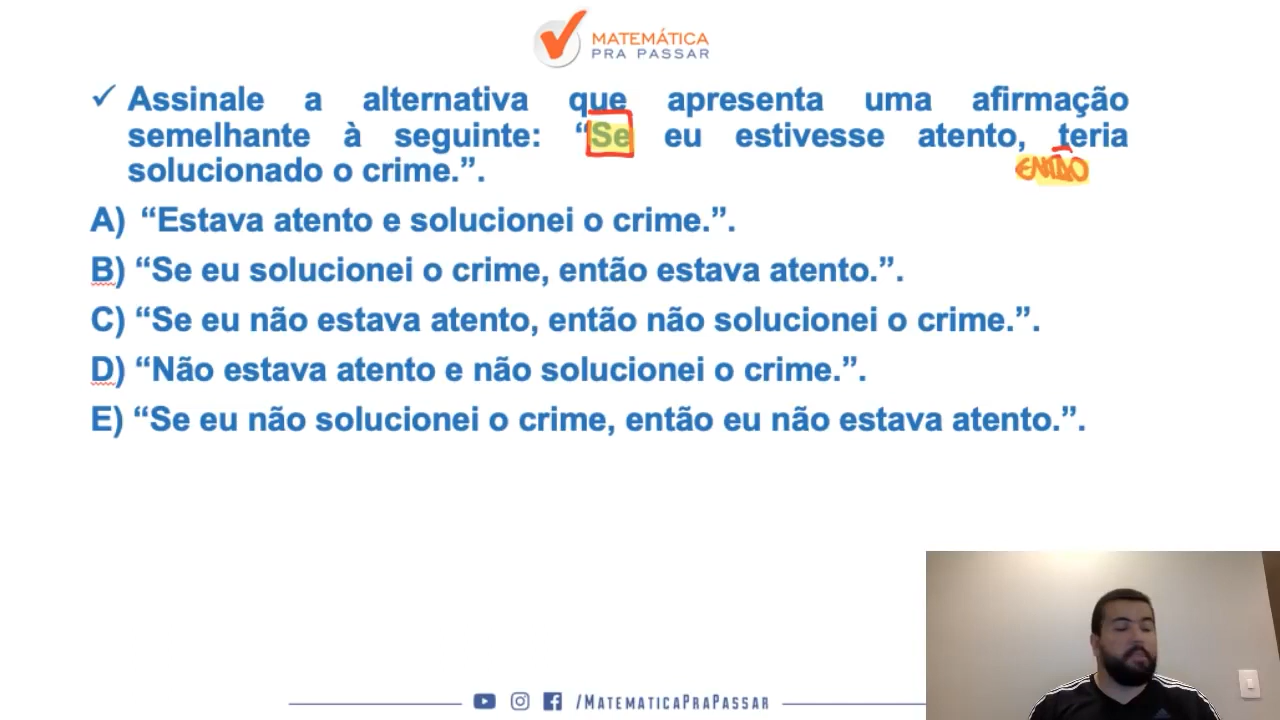 MATEMÁTICA
PRA PASSAR
✓ Assinale a alternativa que apresenta uma afirmação
semelhante à seguinte: “Se eu estivesse atento, teria
ENTÃO
solucionado o crime.”.
A) “Estava atento e solucionei o crime.”.
B) “Se eu solucionei o crime, então estava atento.”.
C) “Se eu não estava atento, então não solucionei o crime.”.
D) “Não estava atento e não solucionei o crime.”.
E) “Se eu não solucionei o crime, então eu não estava atento.”.
/MATEMATICAPRAPASSAR